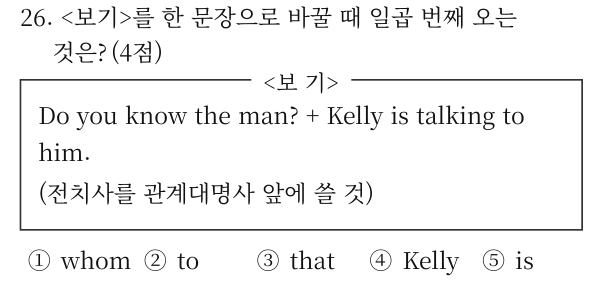 26. <보기>를 한 문장으로 바꿀 때 일곱 번째 오는
것은? (4점)
<보 기>
Do you know the man? + Kelly is talking to
him.
(전치사를 관계대명사 앞에 쓸 것)
① whom ② to ③ that ④ Kelly ⑤ is